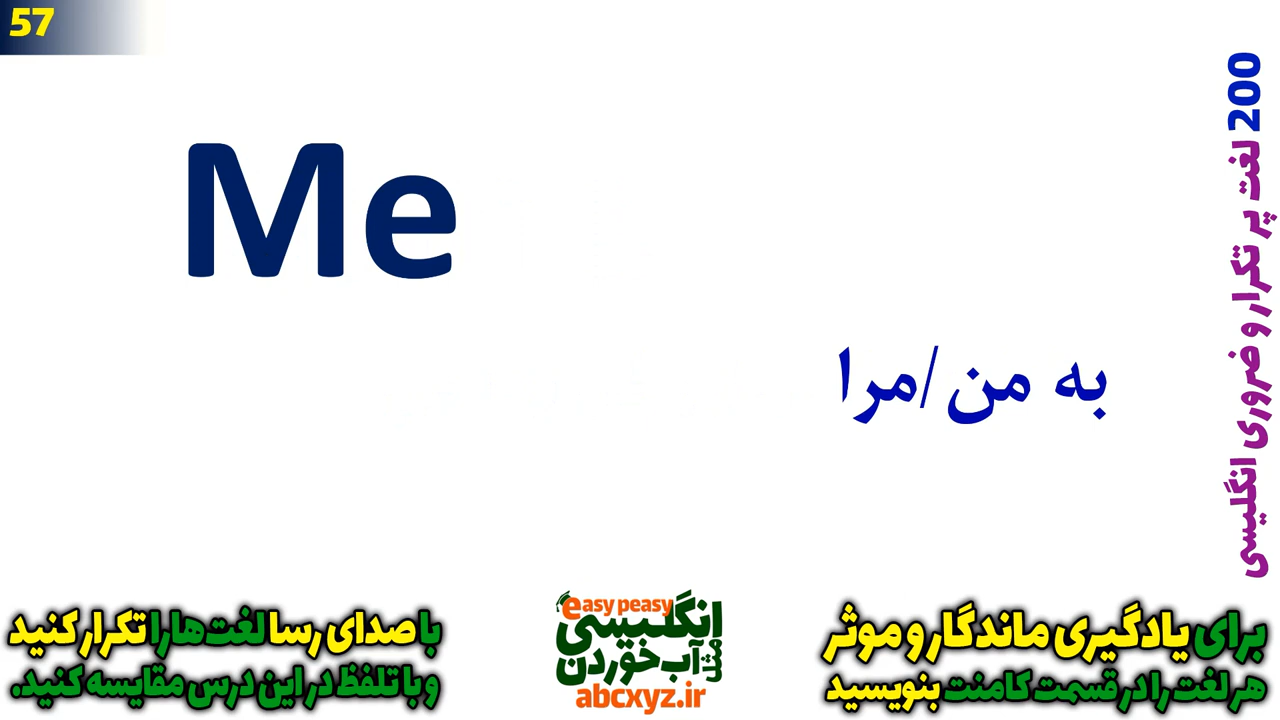 57
Me
به من/مرا
200 لغت پر تکرار و ضروری انگلیسی
برای یادگیری ماندگار و موثر
هر لغت را در قسمت کامنت بنویسید
easy peasy
انگلیسی
مثل آب خوردن
abcxyz.ir
با صدای رسا لغت‌ها را تکرار کنید
و با تلفظ در این درس مقایسه کنید.